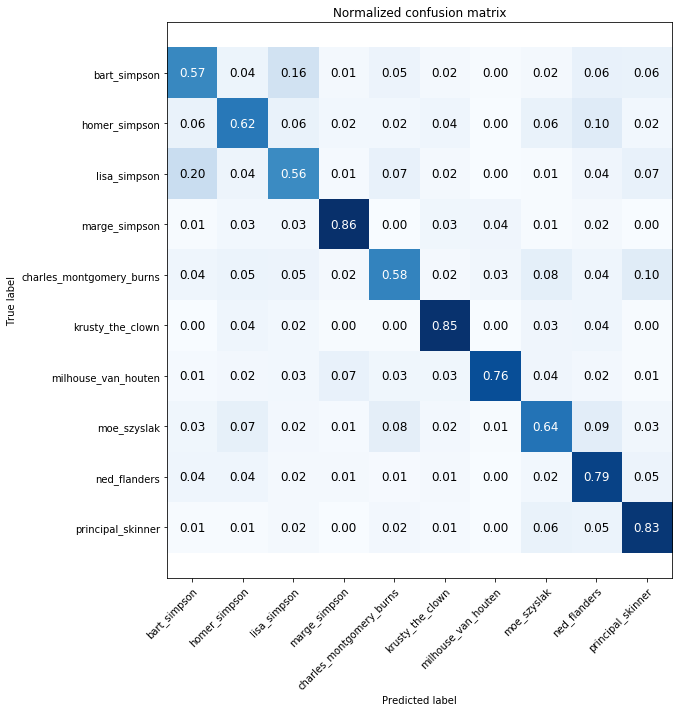 Normalized confusion matrix
True label
bart_simpson 0.57 0.04 0.16 0.01 0.05 0.02 0.00 0.02 0.06 0.06
homer_simpson 0.06 0.62 0.06 0.02 0.02 0.04 0.00 0.06 0.10 0.02
lisa_simpson 0.20 0.04 0.56 0.01 0.07 0.02 0.00 0.01 0.04 0.07
marge_simpson 0.01 0.03 0.03 0.86 0.00 0.03 0.04 0.01 0.02 0.00
charles_montgomery_burns 0.04 0.05 0.05 0.02 0.58 0.02 0.03 0.08 0.04 0.10
krusty_the_clown 0.00 0.04 0.02 0.00 0.00 0.85 0.00 0.03 0.04 0.00
milhouse_van_houten 0.01 0.02 0.03 0.07 0.03 0.03 0.76 0.04 0.02 0.01
moe_szyslak 0.03 0.07 0.02 0.01 0.08 0.02 0.01 0.64 0.09 0.03
ned_flanders 0.04 0.04 0.02 0.01 0.01 0.01 0.00 0.02 0.79 0.05
principal_skinner 0.01 0.01 0.02 0.00 0.02 0.01 0.00 0.06 0.05 0.83
bart_simpson homer_simpson lisa_simpson marge_simpson charles_montgomery_burns krusty_the_clown milhouse_van_houten moe_szyslak ned_flanders principal_skinner
Predicted label